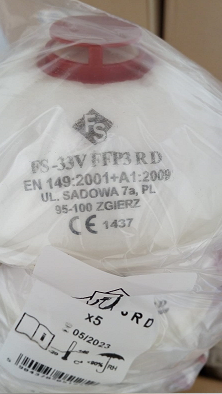 FS
FS-33V FFP3 R D
EN 149:2001+A1:2009
UL. SADOWA 7a, PL
95-100 ZGIERZ
CE 1437
R D
x5
05/2023
RH